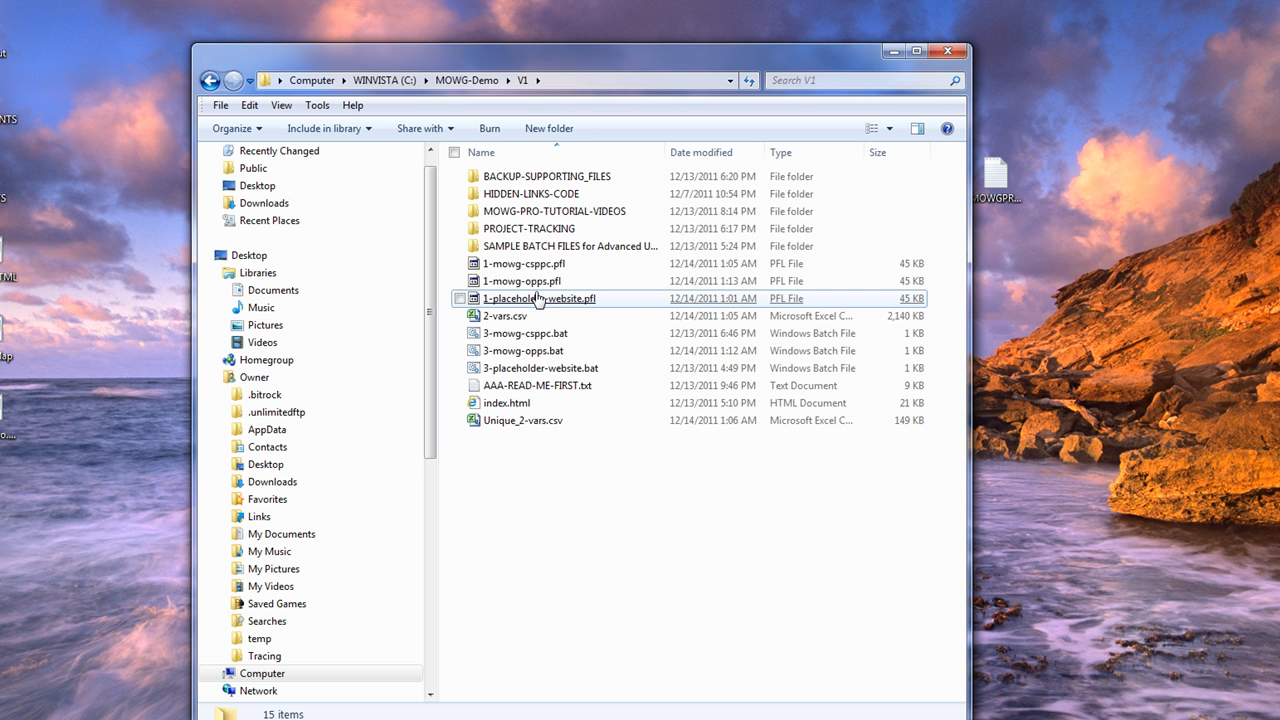 Computer WINVISTA (C:) MOWG-Demo V1
Search V1
File Edit View Tools Help
Organize Include in library Share with Burn New folder
Recently Changed
Public
Desktop
Downloads
Recent Places
Desktop
Libraries
Documents
Music
Pictures
Videos
Homegroup
Owner
.bitrock
.unlimitedftp
AppData
Contacts
Desktop
Downloads
Favorites
Links
My Documents
My Music
My Pictures
My Videos
Saved Games
Searches
temp
Tracing
Computer
Network
Name Date modified Type Size
BACKUP-SUPPORTING_FILES 12/13/2011 6:20 PM File folder
HIDDEN-LINKS-CODE 12/7/2011 10:54 PM File folder
MOWG-PRO-TUTORIAL-VIDEOS 12/13/2011 8:14 PM File folder
PROJECT-TRACKING 12/13/2011 6:17 PM File folder
SAMPLE BATCH FILES for Advanced U... 12/13/2011 5:24 PM File folder
1-mowg-csppc.pfl 12/14/2011 1:05 AM PFL File 45 KB
1-mowg-opps.pfl 12/14/2011 1:13 AM PFL File 45 KB
1-placeholder-website.pfl 12/14/2011 1:01 AM PFL File 45 KB
2-vars.csv 12/14/2011 1:05 AM Microsoft Excel C... 2,140 KB
3-mowg-csppc.bat 12/13/2011 6:46 PM Windows Batch File 1 KB
3-mowg-opps.bat 12/14/2011 1:12 AM Windows Batch File 1 KB
3-placeholder-website.bat 12/13/2011 4:49 PM Windows Batch File 1 KB
AAA-READ-ME-FIRST.txt 12/13/2011 9:46 PM Text Document 9 KB
index.html 12/13/2011 5:10 PM HTML Document 21 KB
Unique_2-vars.csv 12/14/2011 1:06 AM Microsoft Excel C... 149 KB
15 items
MOWGPR...